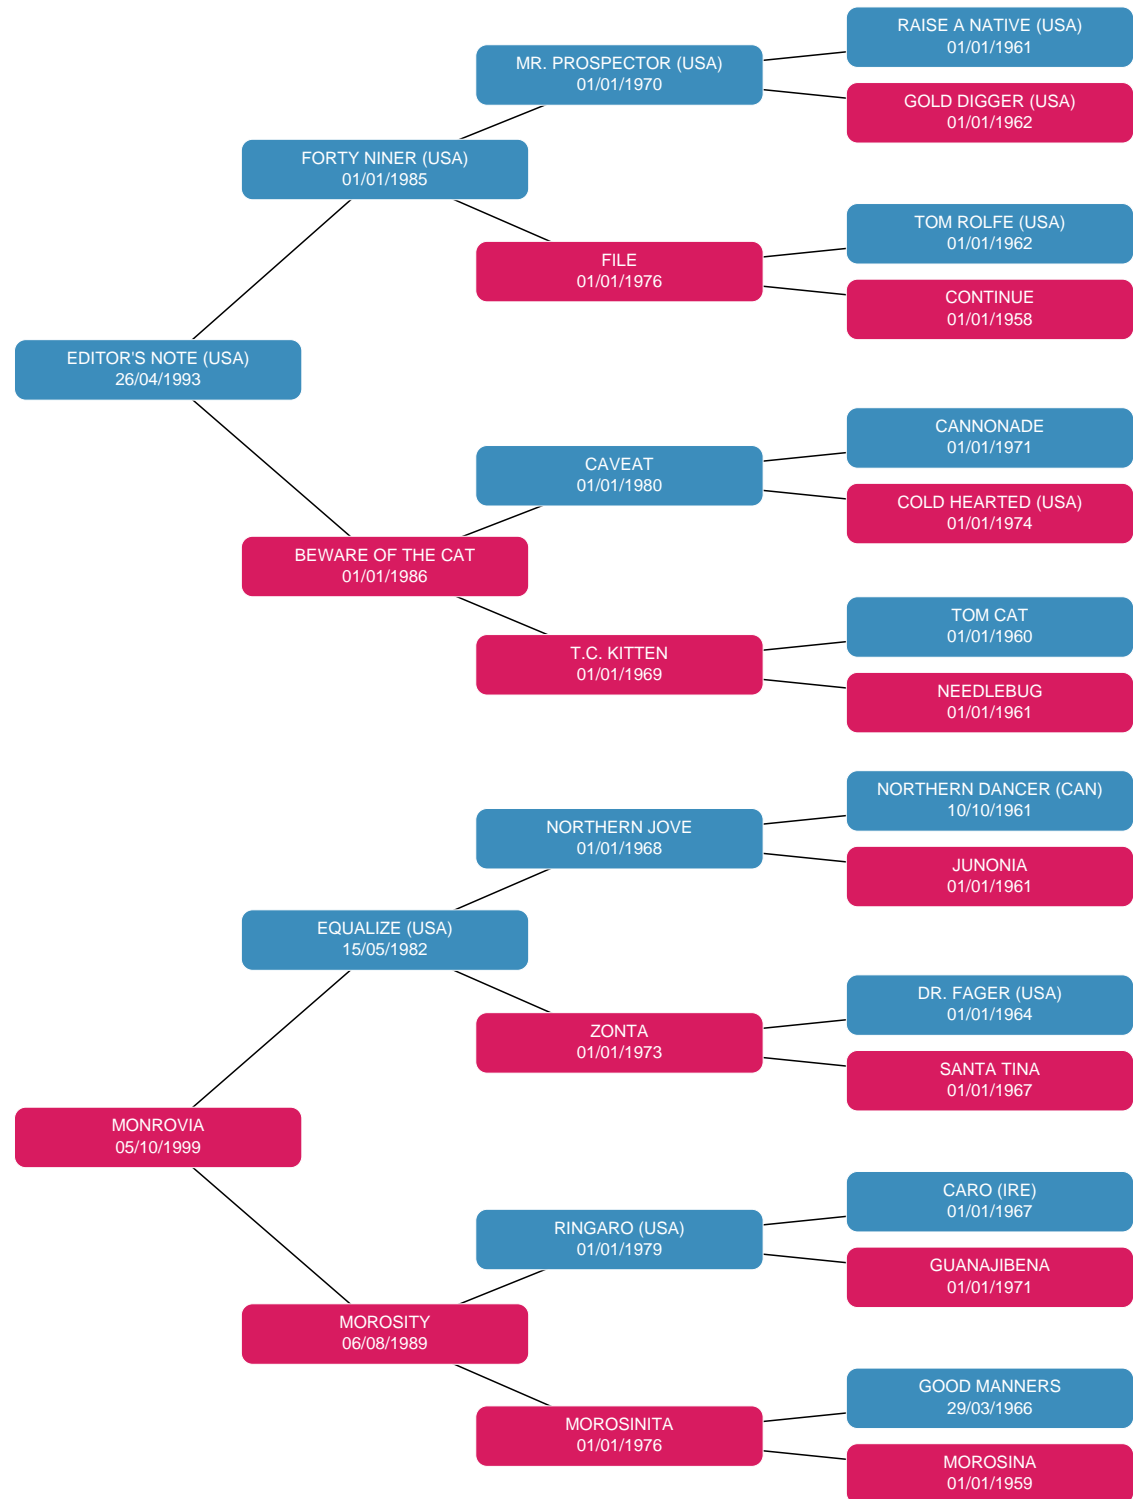 RAISE A NATIVE (USA)
01/01/1961
MR. PROSPECTOR (USA)
01/01/1970
GOLD DIGGER (USA)
01/01/1962
FORTY NINER (USA)
01/01/1985
TOM ROLFE (USA)
01/01/1962
FILE
01/01/1976
CONTINUE
01/01/1958
EDITOR'S NOTE (USA)
26/04/1993
CANNONADE
01/01/1971
CAVEAT
01/01/1980
COLD HEARTED (USA)
01/01/1974
BEWARE OF THE CAT
01/01/1986
TOM CAT
01/01/1960
T.C. KITTEN
01/01/1969
NEEDLEBUG
01/01/1961
NORTHERN DANCER (CAN)
10/10/1961
NORTHERN JOVE
01/01/1968
JUNONIA
01/01/1961
EQUALIZE (USA)
15/05/1982
DR. FAGER (USA)
01/01/1964
ZONTA
01/01/1973
SANTA TINA
01/01/1967
MONROVIA
05/10/1999
CARO (IRE)
01/01/1967
RINGARO (USA)
01/01/1979
GUANAJIBENA
01/01/1971
MOROSITY
06/08/1989
GOOD MANNERS
29/03/1966
MOROSINITA
01/01/1976
MOROSINA
01/01/1959